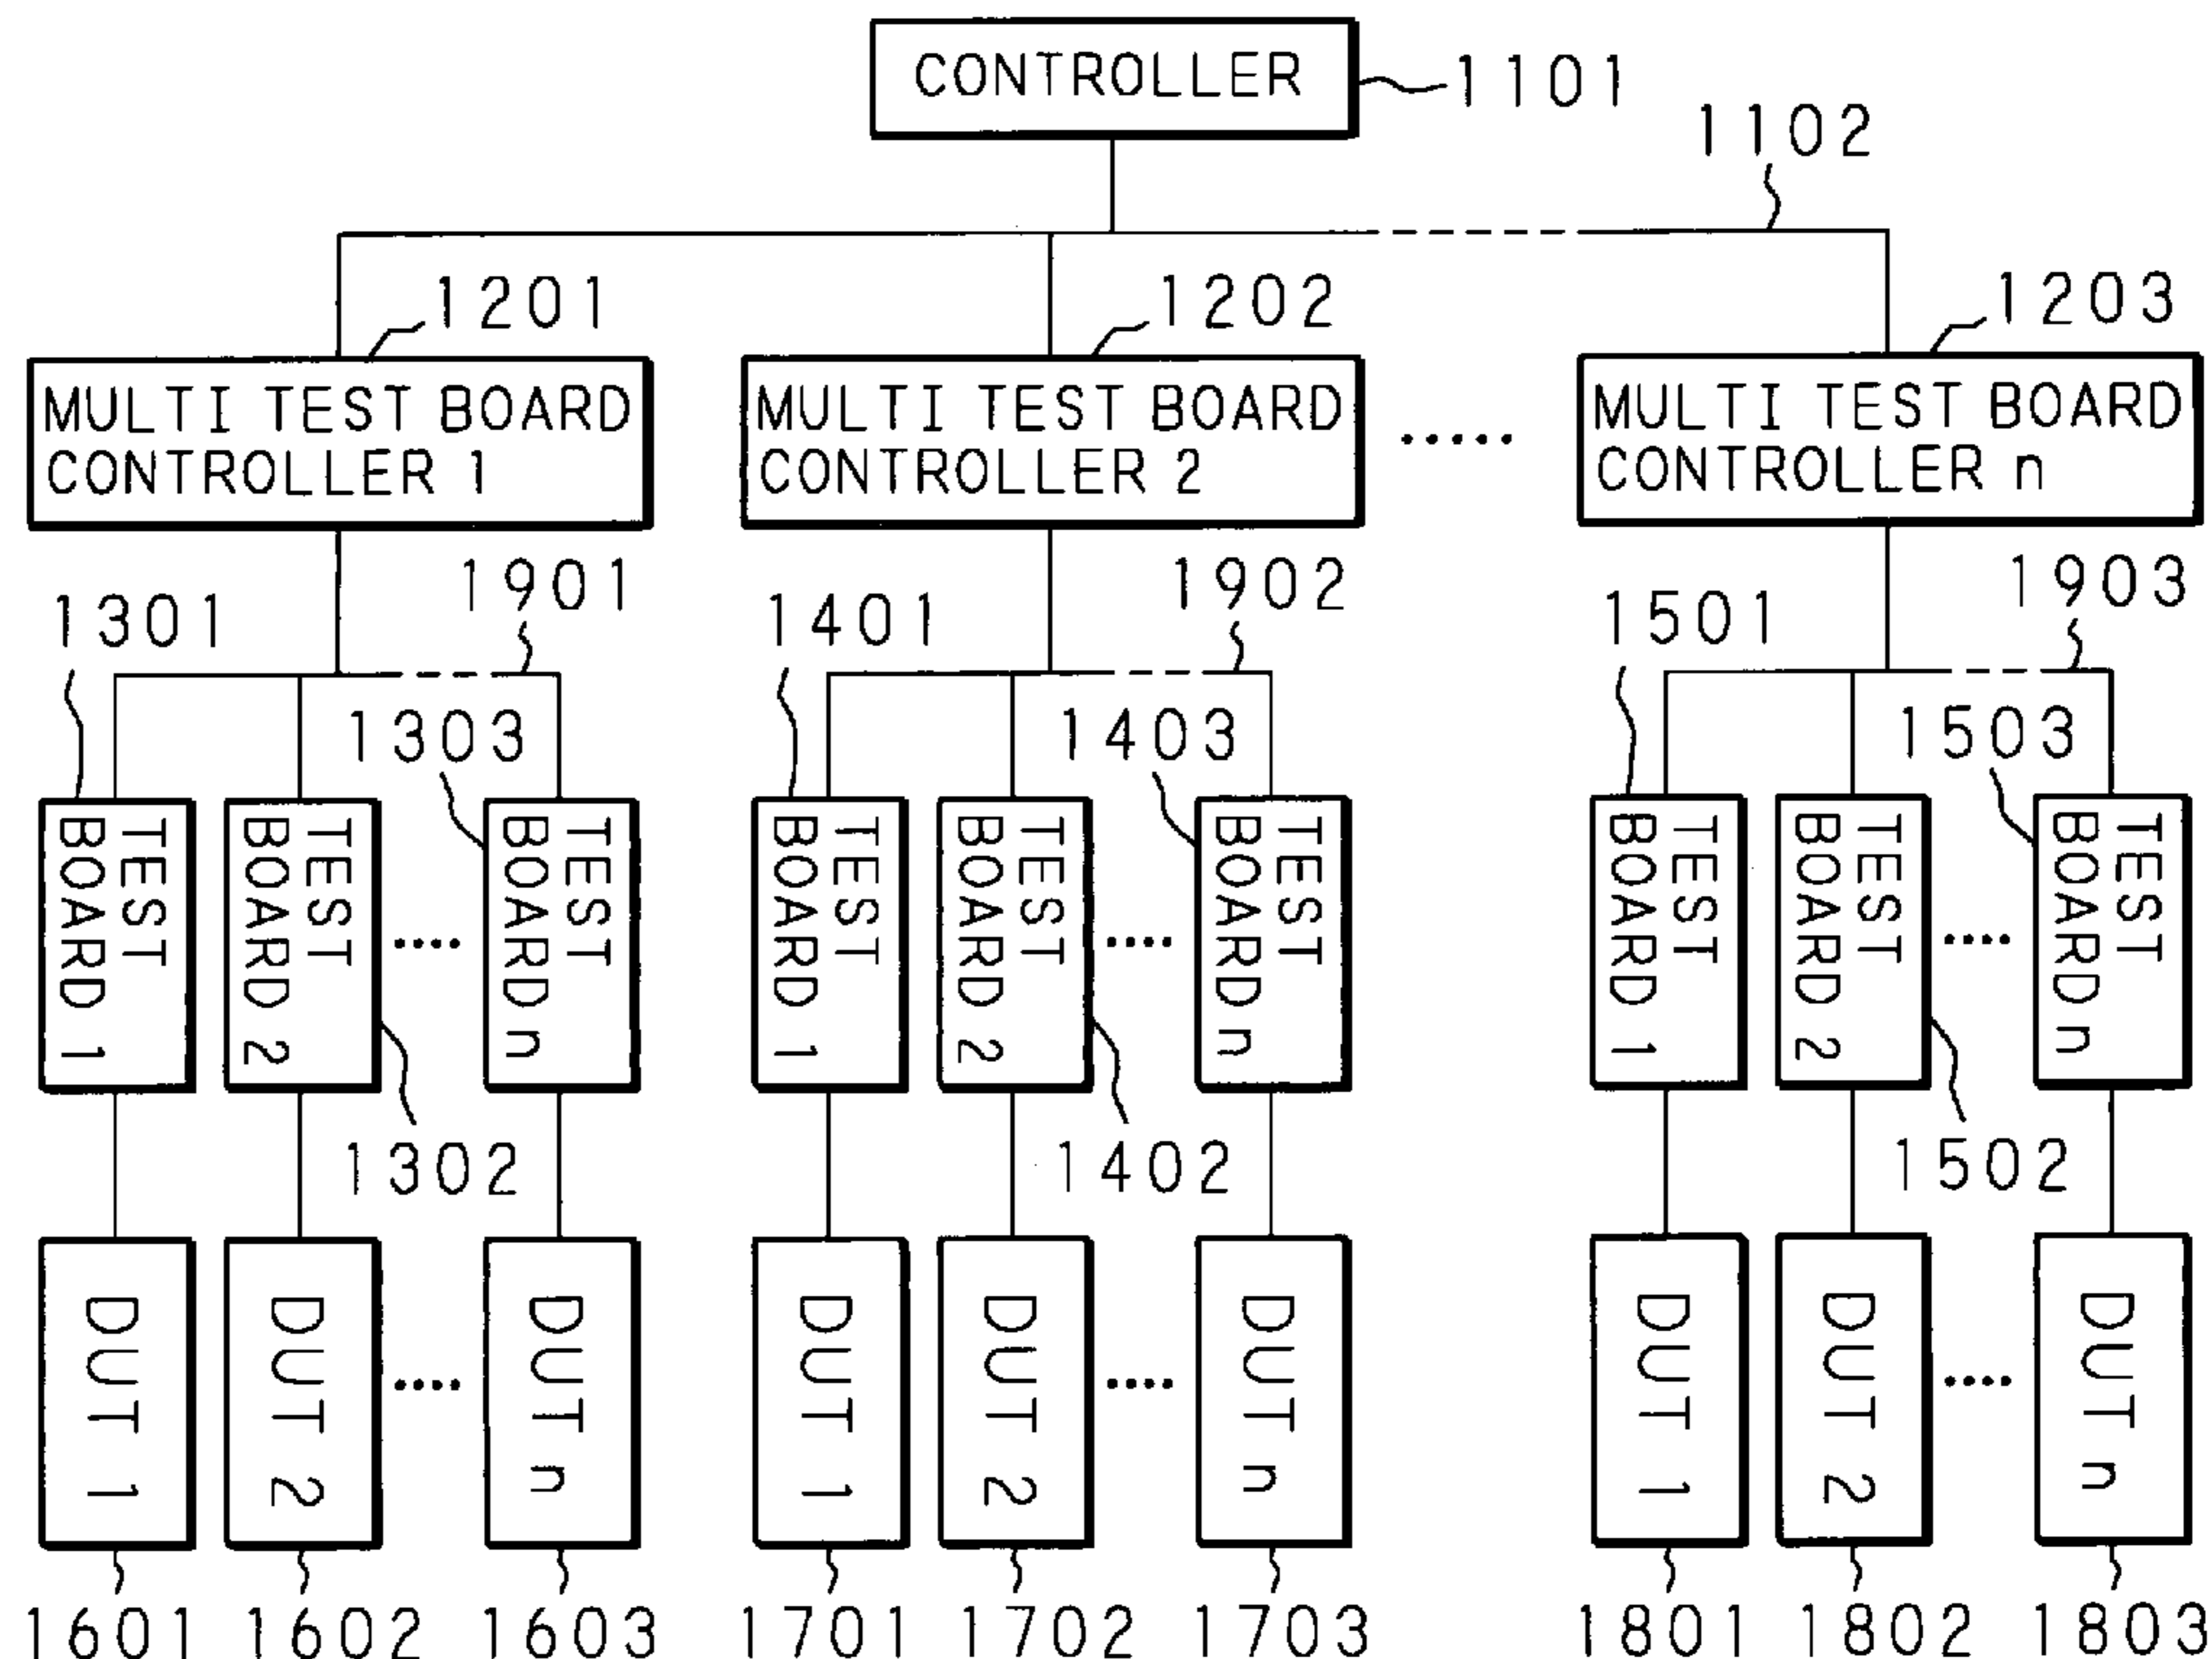 CONTROLLER
1101
1102
1201
1202
1203
MULTI TEST BOARD
CONTROLLER 1
MULTI TEST BOARD
CONTROLLER 2
MULTI TEST BOARD
CONTROLLER n
1901
1902
1903
1301
1401
1501
1303
1403
1503
TEST
BOARD 1
TEST
BOARD 2
TEST
BOARD n
TEST
BOARD 1
TEST
BOARD 2
TEST
BOARD n
TEST
BOARD 1
TEST
BOARD 2
TEST
BOARD n
1302
1402
1502
DUT 1
DUT 2
DUT n
DUT 1
DUT 2
DUT n
DUT 1
DUT 2
DUT n
1601
1602
1603
1701
1702
1703
1801
1802
1803